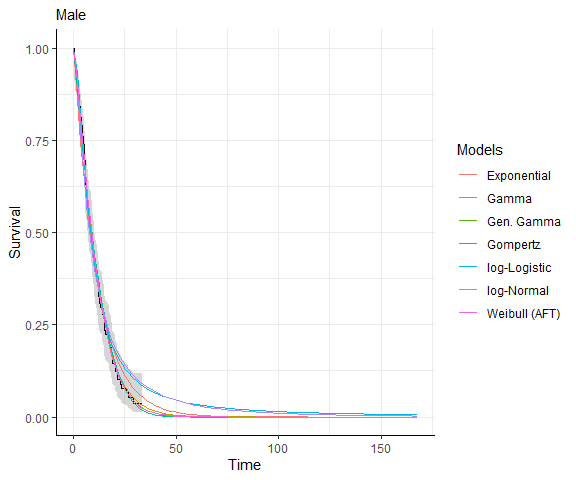 Male
1.00
0.75
0.50
0.25
0.00
Survival
0
50
100
150
Time
Models
Exponential
Gamma
Gen. Gamma
Gompertz
log-Logistic
log-Normal
Weibull (AFT)